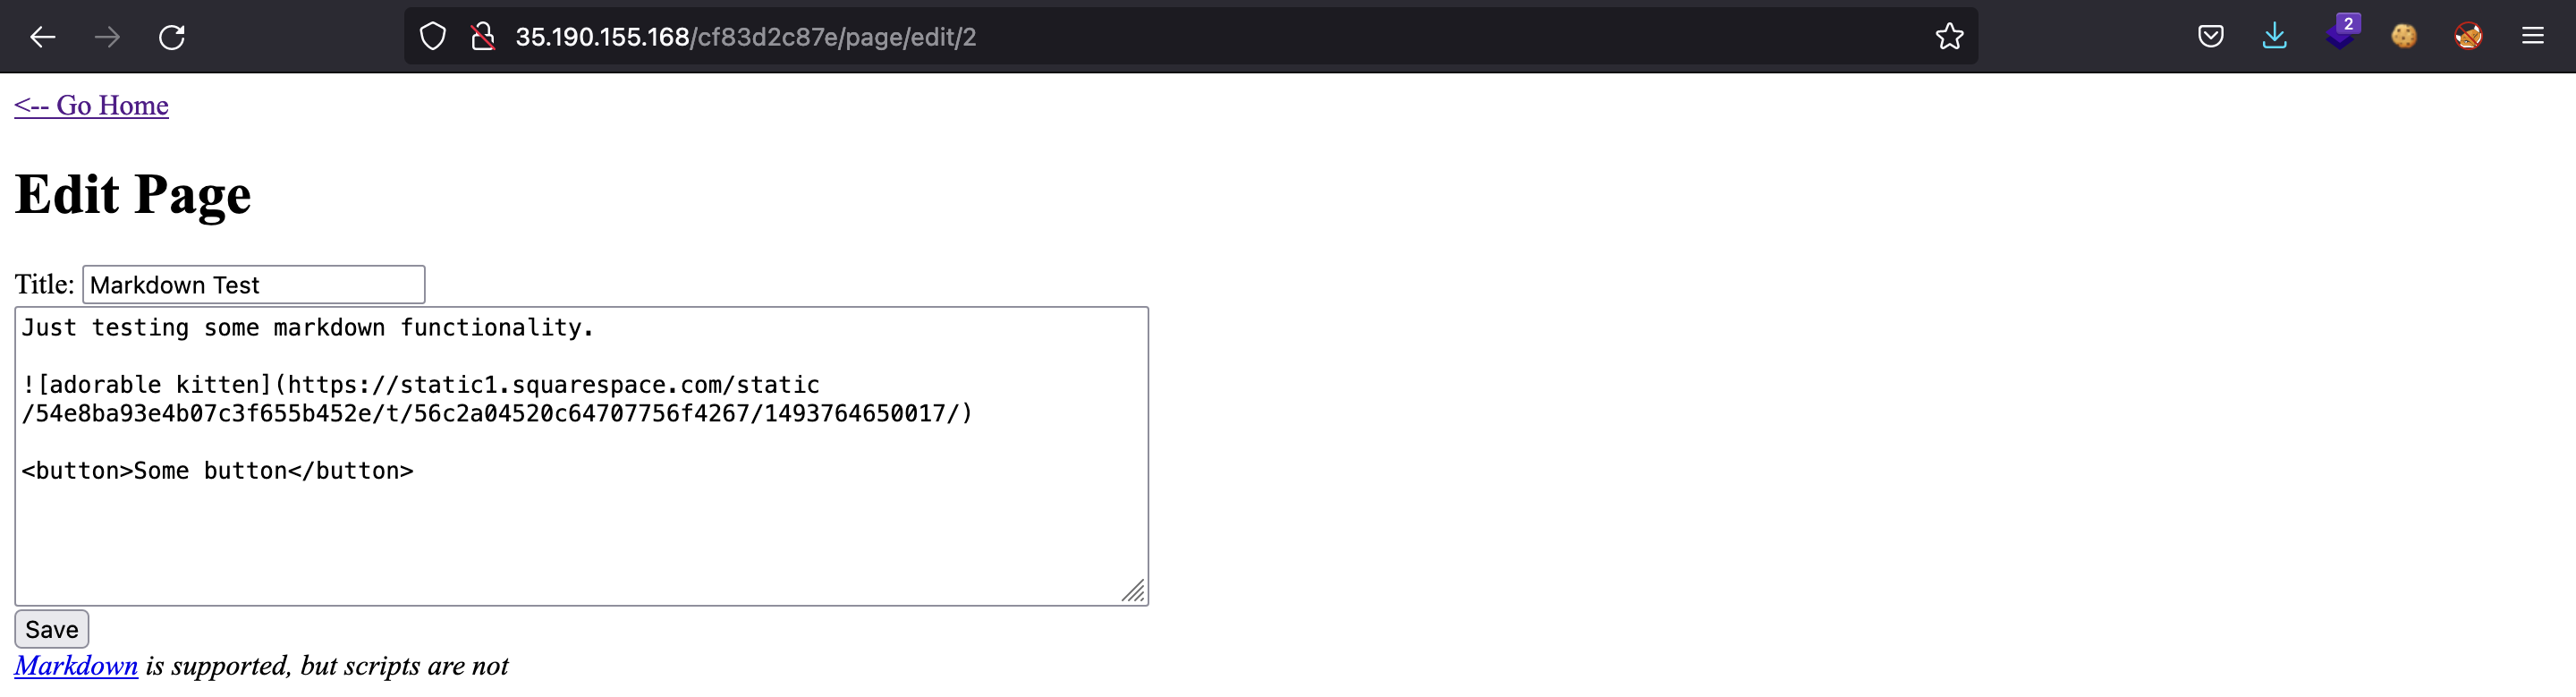 35.190.155.168/cf83d2c87e/page/edit/2
2
<-- Go Home
Edit Page
Title: Markdown Test
Just testing some markdown functionality.
![adorable kitten](https://static1.squarespace.com/static
/54e8ba93e4b07c3f655b452e/t/56c2a04520c64707756f4267/1493764650017/)
<button>Some button</button>
Save
Markdown is supported, but scripts are not